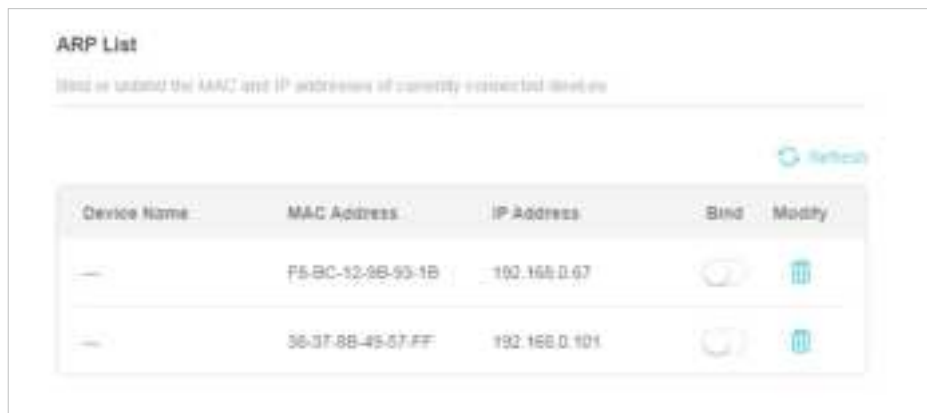 ARP List
Bind or unbind the MAC and IP addresses of currently connected devices
Refresh
Device Name MAC Address IP Address Bind Modify
--- F5-BC-12-9B-93-1B 192.168.0.67
--- 36-37-8B-49-57-FF 192.168.0.101